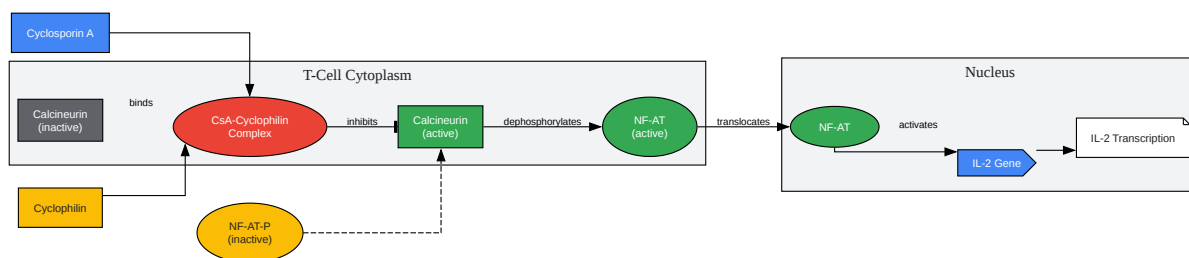 Cyclosporin A
T-Cell Cytoplasm
Nucleus
Calcineurin
(inactive)
binds
CsA-Cyclophilin
Complex
inhibits
Calcineurin
(active)
dephosphorylates
NF-AT
(active)
translocates
NF-AT
activates
IL-2 Gene
IL-2 Transcription
Cyclophilin
NF-AT-P
(inactive)